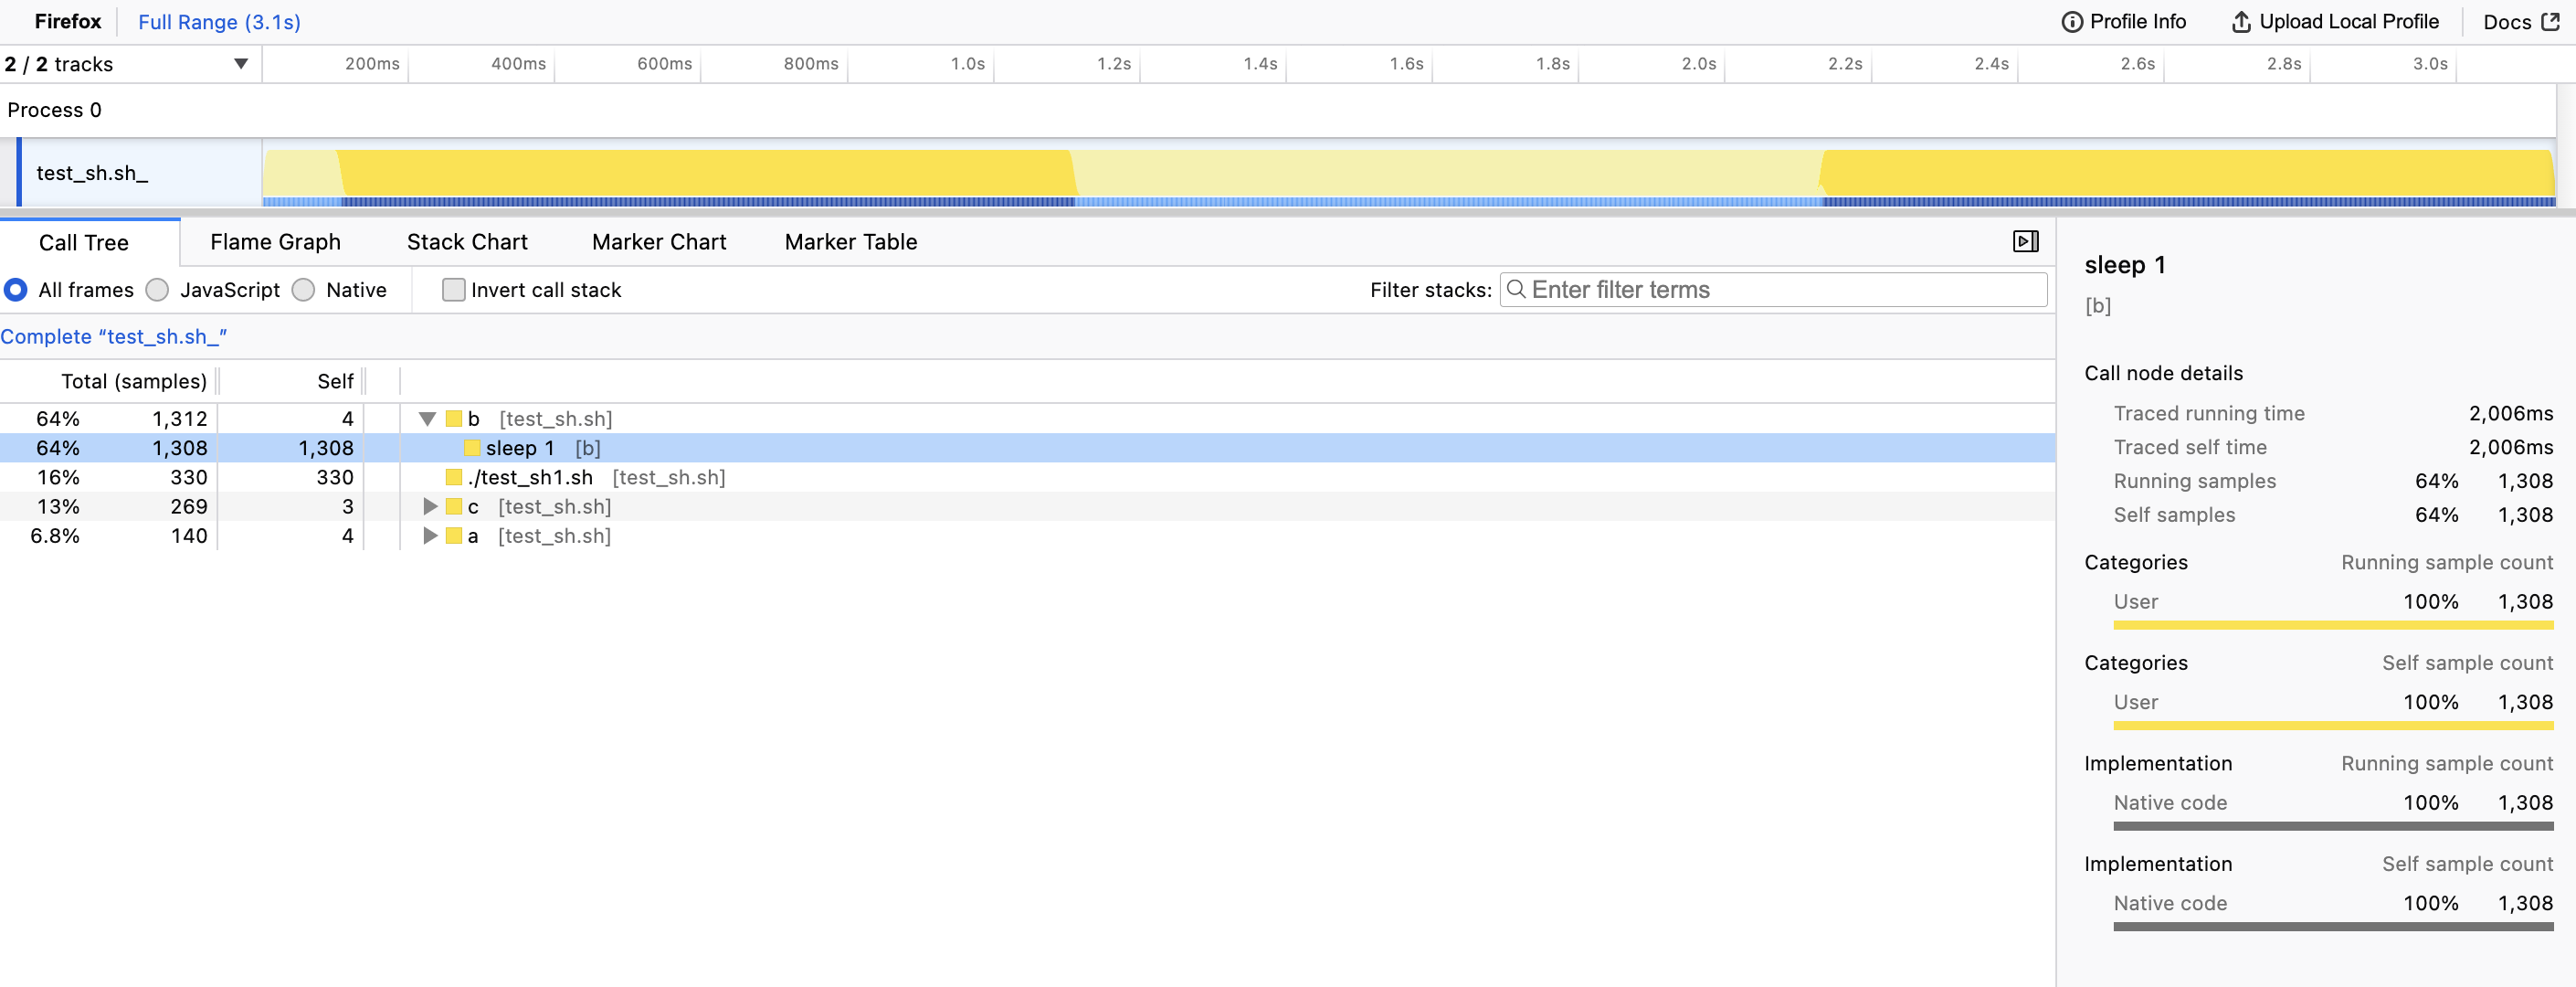 Firefox Full Range (3.1s) Profile Info Upload Local Profile Docs
2 / 2 tracks 200ms 400ms 600ms 800ms 1.0s 1.2s 1.4s 1.6s 1.8s 2.0s 2.2s 2.4s 2.6s 2.8s 3.0s
Process 0
test_sh.sh_
Call Tree Flame Graph Stack Chart Marker Chart Marker Table
All frames JavaScript Native Invert call stack Filter stacks: Enter filter terms
Complete “test_sh.sh_”
Total (samples) Self
64% 1,312 4 b [test_sh.sh]
64% 1,308 1,308 sleep 1 [b]
16% 330 330 ./test_sh1.sh [test_sh.sh]
13% 269 3 c [test_sh.sh]
6.8% 140 4 a [test_sh.sh]
sleep 1
[b]
Call node details
Traced running time 2,006ms
Traced self time 2,006ms
Running samples 64% 1,308
Self samples 64% 1,308
Categories Running sample count
User 100% 1,308
Categories Self sample count
User 100% 1,308
Implementation Running sample count
Native code 100% 1,308
Implementation Self sample count
Native code 100% 1,308